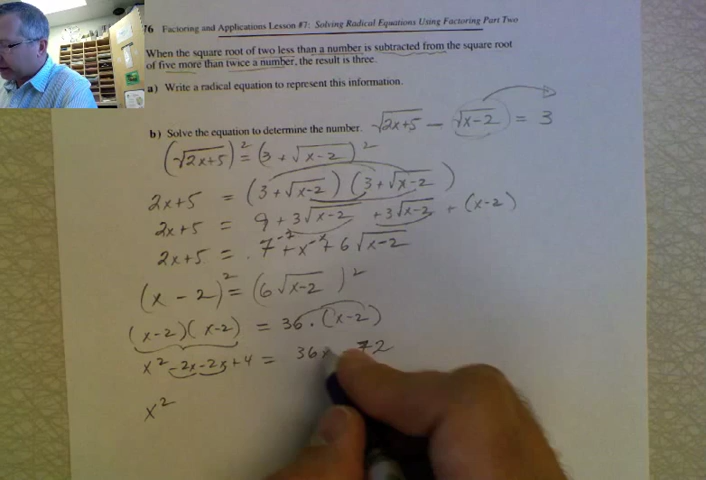 76 Factoring and Applications Lesson #7: Solving Radical Equations Using Factoring Part Two
When the square root of two less than a number is subtracted from the square root
of five more than twice a number, the result is three.
a) Write a radical equation to represent this information.
b) Solve the equation to determine the number. √2x+5 − √x-2 = 3
(√2x+5)² = (3 + √x-2)²
2x+5 = (3+√x-2)(3+√x-2)
2x+5 = 9 + 3√x-2 + 3√x-2 + (x-2)
2x+5 = 7 + x + 6√x-2
(x - 2)² = (6√x-2)²
(x-2)(x-2) = 36 · (x-2)
x² -2x -2x +4 = 36x 72
x²